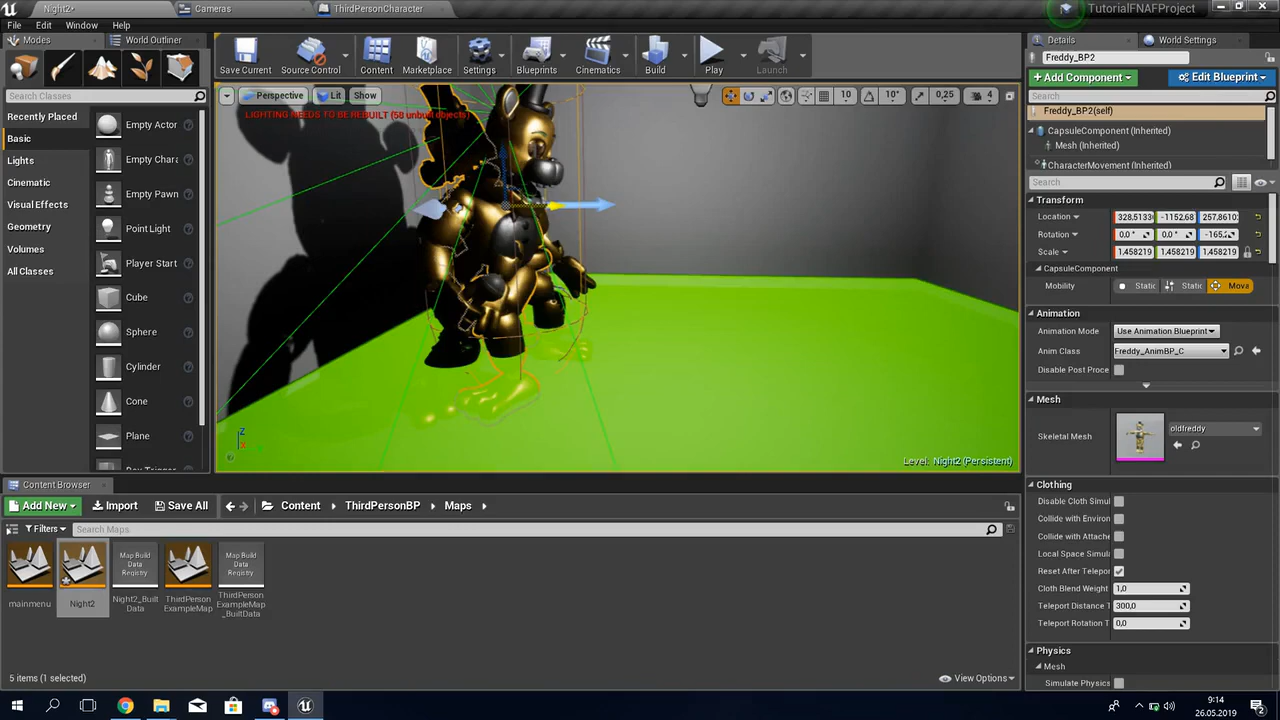 Night2*
Cameras
ThirdPersonCharacter
TutorialFNAFProject
File Edit Window Help
Modes
World Outliner
Search Classes
Recently Placed
Basic
Lights
Cinematic
Visual Effects
Geometry
Volumes
All Classes
Empty Actor
Empty Chara
Empty Pawn
Point Light
Player Start
Cube
Sphere
Cylinder
Cone
Plane
Box Trigger
Save Current
Source Control
Content
Marketplace
Settings
Blueprints
Cinematics
Build
Play
Launch
Perspective
Lit
Show
10
10°
0,25
4
LIGHTING NEEDS TO BE REBUILT (58 unbuilt objects)
Z
X
Level: Night2 (Persistent)
Details
World Settings
Freddy_BP2
+ Add Component
Edit Blueprint
Search
Freddy_BP2(self)
CapsuleComponent (Inherited)
Mesh (Inherited)
CharacterMovement (Inherited)
Search
Transform
Location 328.5133 -1152.68 257.8610
Rotation 0.0 ° 0.0 ° -165.
Scale 1.458219 1.458219 1.458219
CapsuleComponent
Mobility Static Static Mova
Animation
Animation Mode Use Animation Blueprint
Anim Class Freddy_AnimBP_C
Disable Post Proce
Mesh
Skeletal Mesh oldfreddy
Clothing
Disable Cloth Simul
Collide with Environ
Collide with Attache
Local Space Simula
Reset After Telepor
Cloth Blend Weight 1,0
Teleport Distance T 300,0
Teleport Rotation T 0,0
Physics
Mesh
Simulate Physics
Content Browser
Add New
Import
Save All
Content
ThirdPersonBP
Maps
Filters
Search Maps
mainmenu
Night2
Map Build
Data
Registry
Night2_Built
Data
ThirdPerson
ExampleMap
Map Build
Data
Registry
ThirdPerson
ExampleMap
_BuiltData
5 items (1 selected)
View Options
9:14
26.05.2019
2